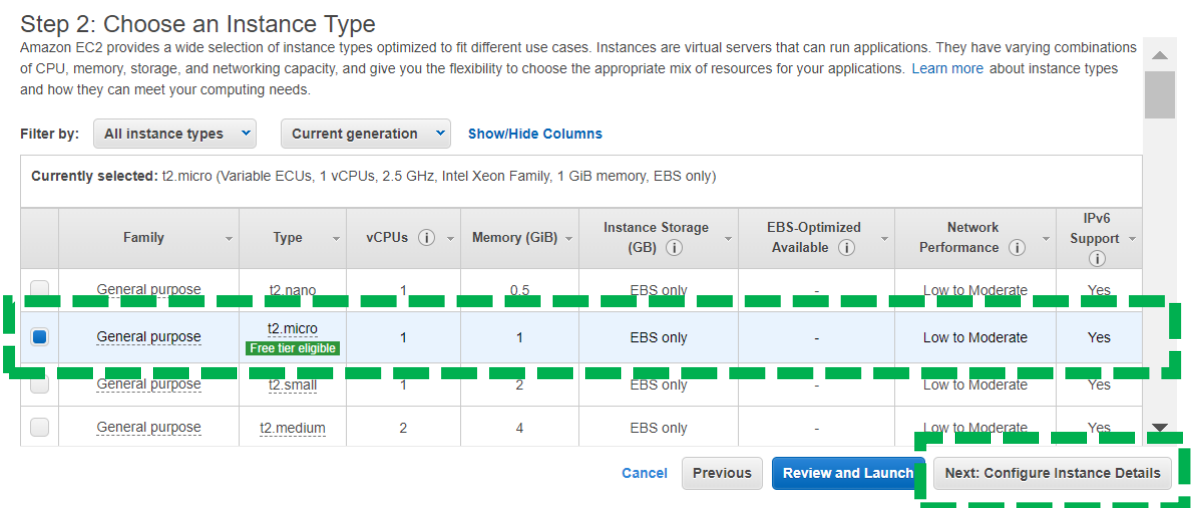 Step 2: Choose an Instance Type
Amazon EC2 provides a wide selection of instance types optimized to fit different use cases. Instances are virtual servers that can run applications. They have varying combinations
of CPU, memory, storage, and networking capacity, and give you the flexibility to choose the appropriate mix of resources for your applications. Learn more about instance types
and how they can meet your computing needs.
Filter by: All instance types Current generation Show/Hide Columns
Currently selected: t2.micro (Variable ECUs, 1 vCPUs, 2.5 GHz, Intel Xeon Family, 1 GiB memory, EBS only)
Family Type vCPUs Memory (GiB) Instance Storage (GB) EBS-Optimized Available Network Performance IPv6 Support
General purpose t2.nano 1 0.5 EBS only - Low to Moderate Yes
General purpose t2.micro Free tier eligible 1 1 EBS only - Low to Moderate Yes
General purpose t2.small 1 2 EBS only - Low to Moderate Yes
General purpose t2.medium 2 4 EBS only - Low to Moderate Yes
Cancel Previous Review and Launch Next: Configure Instance Details